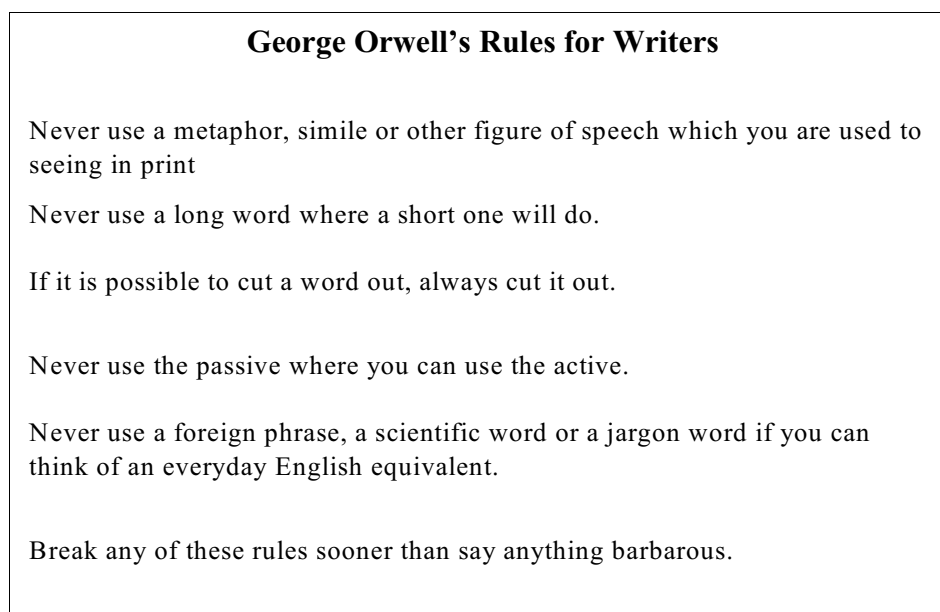 George Orwell’s Rules for Writers
Never use a metaphor, simile or other figure of speech which you are used to
seeing in print
Never use a long word where a short one will do.
If it is possible to cut a word out, always cut it out.
Never use the passive where you can use the active.
Never use a foreign phrase, a scientific word or a jargon word if you can
think of an everyday English equivalent.
Break any of these rules sooner than say anything barbarous.